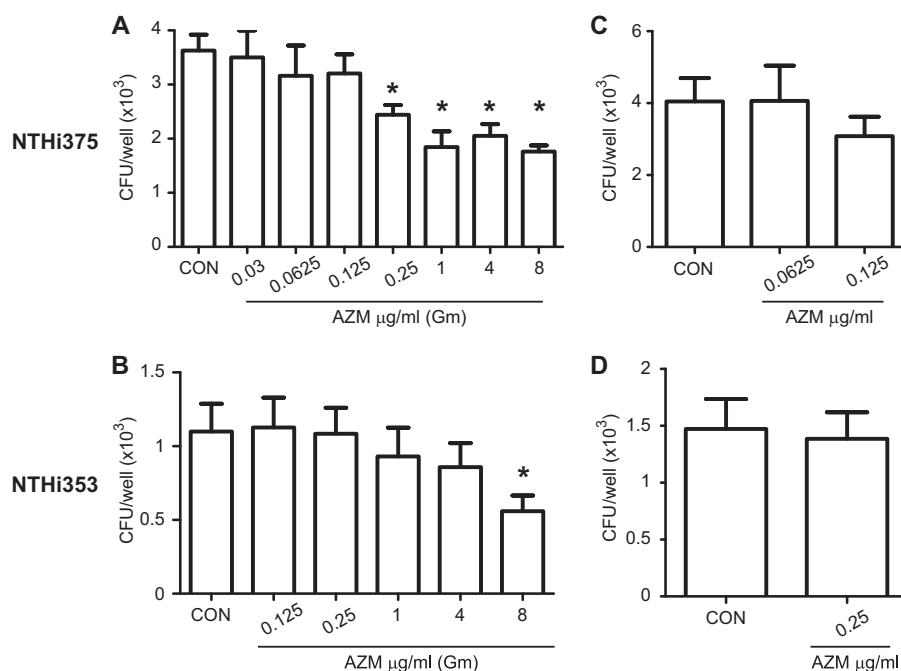 A
4
3
2
1
0
CFU/well (x10³)
*
*
*
*
CON
0.03
0.0625
0.125
0.25
1
4
8
AZM µg/ml (Gm)
NTHi375
C
6
4
2
0
CFU/well (x10³)
CON
0.0625
0.125
AZM µg/ml
B
1.5
1
0.5
0
CFU/well (x10³)
*
CON
0.125
0.25
1
4
8
AZM µg/ml (Gm)
NTHi353
D
2
1.5
1
0.5
0
CFU/well (x10³)
CON
0.25
AZM µg/ml